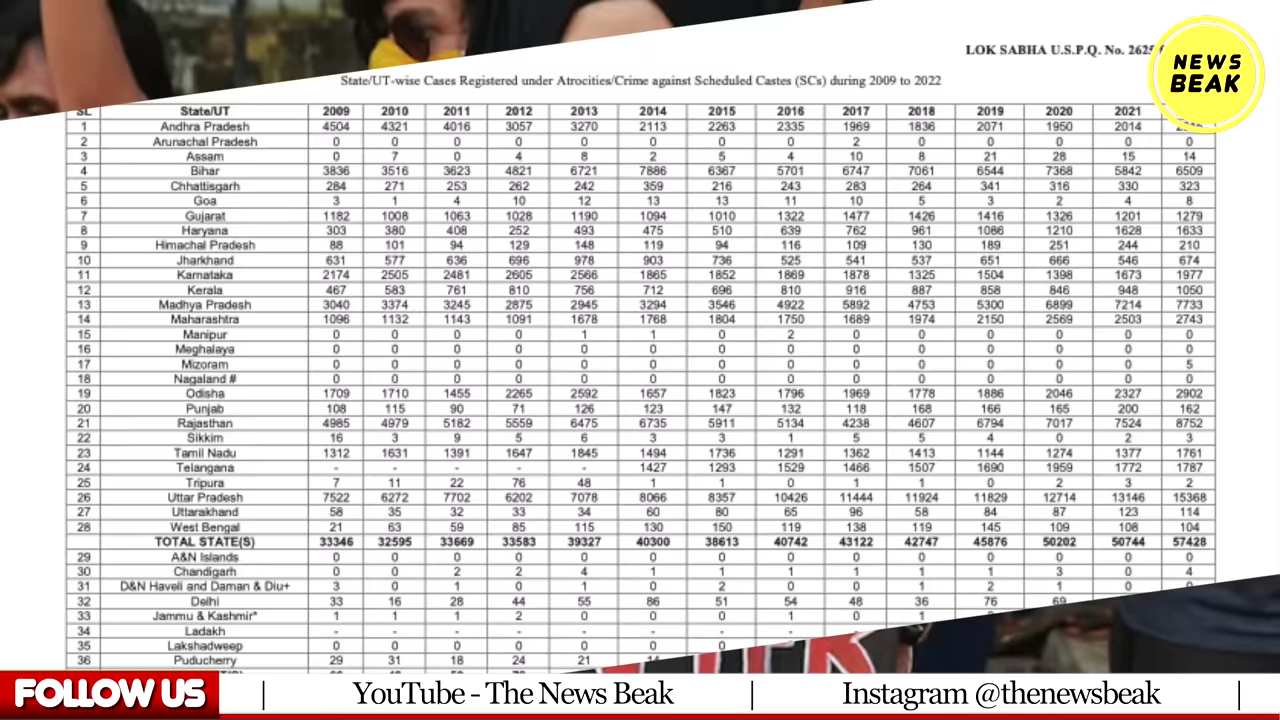 LOK SABHA U.S.P.Q. No. 2625
NEWS
BEAK
State/UT-wise Cases Registered under Atrocities/Crime against Scheduled Castes (SCs) during 2009 to 2022
SL State/UT 2009 2010 2011 2012 2013 2014 2015 2016 2017 2018 2019 2020 2021
1 Andhra Pradesh 4504 4321 4016 3057 3270 2113 2263 2335 1969 1836 2071 1950 2014
2 Arunachal Pradesh 0 0 0 0 0 0 0 0 2 0 0 0 0 0
3 Assam 0 7 0 4 8 2 5 4 10 8 21 28 15 14
4 Bihar 3836 3516 3623 4821 6721 7886 6367 5701 6747 7061 6544 7368 5842 6509
5 Chhattisgarh 284 271 253 262 242 359 216 243 283 264 341 316 330 323
6 Goa 3 1 4 10 12 13 13 11 10 5 3 2 4 8
7 Gujarat 1182 1008 1063 1028 1190 1094 1010 1322 1477 1426 1416 1326 1201 1279
8 Haryana 303 380 408 252 493 475 510 639 762 961 1086 1210 1628 1633
9 Himachal Pradesh 88 101 94 129 148 119 94 116 109 130 189 251 244 210
10 Jharkhand 631 577 636 696 978 903 736 525 541 537 651 666 546 674
11 Karnataka 2174 2505 2481 2605 2566 1865 1852 1869 1878 1325 1504 1398 1673 1977
12 Kerala 467 583 761 810 756 712 696 810 916 887 858 846 948 1050
13 Madhya Pradesh 3040 3374 3245 2875 2945 3294 3546 4922 5892 4753 5300 6899 7214 7733
14 Maharashtra 1096 1132 1143 1091 1678 1768 1804 1750 1689 1974 2150 2569 2503 2743
15 Manipur 0 0 0 0 1 1 0 2 0 0 0 0 0 0
16 Meghalaya 0 0 0 0 0 0 0 0 0 0 0 0 0 0
17 Mizoram 0 0 0 0 0 0 0 0 0 0 0 0 0 5
18 Nagaland # 0 0 0 0 0 0 0 0 0 0 0 0 0 0
19 Odisha 1709 1710 1455 2265 2592 1657 1823 1796 1969 1778 1886 2046 2327 2902
20 Punjab 108 115 90 71 126 123 147 132 118 168 166 165 200 162
21 Rajasthan 4985 4979 5182 5559 6475 6735 5911 5134 4238 4607 6794 7017 7524 8752
22 Sikkim 16 3 9 5 6 3 3 1 5 5 4 0 2 3
23 Tamil Nadu 1312 1631 1391 1647 1845 1494 1736 1291 1362 1413 1144 1274 1377 1761
24 Telangana - - - - - 1427 1293 1529 1466 1507 1690 1959 1772 1787
25 Tripura 7 11 22 76 48 1 1 0 1 1 0 2 3 2
26 Uttar Pradesh 7522 6272 7702 6202 7078 8066 8357 10426 11444 11924 11829 12714 13146 15368
27 Uttarakhand 58 35 32 33 34 60 80 65 96 58 84 87 123 114
28 West Bengal 21 63 59 85 115 130 150 119 138 119 145 109 108 104
TOTAL STATE(S) 33346 32595 33669 33583 39327 40300 38613 40742 43122 42747 45876 50202 50744 57428
29 A&N Islands 0 0 0 0 0 0 0 0 0 0 0 0 0 0
30 Chandigarh 0 0 2 2 4 1 1 1 1 1 1 3 0 4
31 D&N Haveli and Daman & Diu+ 3 0 1 0 1 0 2 0 0 1 2 1 0
32 Delhi 33 16 28 44 55 86 51 54 48 36 76 69
33 Jammu & Kashmir* 1 1 1 2 0 0 0 1 0 1
34 Ladakh - - - - - - - -
35 Lakshadweep 0 0 0 0 0 0 0
36 Puducherry 29 31 18 24 21
FOLLOW US | YouTube - The News Beak | Instagram @thenewsbeak |